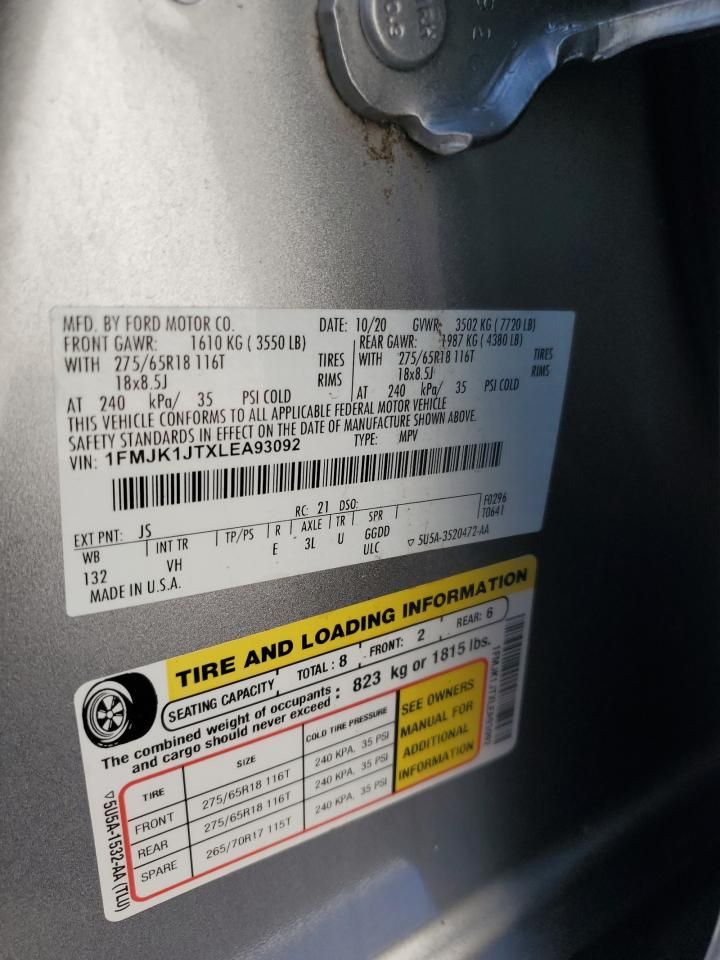 MFD. BY FORD MOTOR CO. DATE: 10/20 GVWR: 3502 KG ( 7720 LB)
FRONT GAWR: 1610 KG ( 3550 LB) REAR GAWR: 1987 KG ( 4380 LB)
WITH 275/65R18 116T TIRES WITH 275/65R18 116T TIRES
18x8.5J RIMS 18x8.5J RIMS
AT 240 kPa/ 35 PSI COLD AT 240 kPa/ 35 PSI COLD
THIS VEHICLE CONFORMS TO ALL APPLICABLE FEDERAL MOTOR VEHICLE
SAFETY STANDARDS IN EFFECT ON THE DATE OF MANUFACTURE SHOWN ABOVE.
VIN: 1FMJK1JTXLEA93092 TYPE: MPV
EXT PNT: JS RC: 21 DSO: F0296
WB INT TR TP/PS R AXLE TR SPR T0641
132 VH E 3L U GGDD
ULC
MADE IN U.S.A. ▽ 5U5A-3520472-AA
TIRE AND LOADING INFORMATION
SEATING CAPACITY TOTAL: 8 FRONT: 2 REAR: 6
The combined weight of occupants
and cargo should never exceed : 823 kg or 1815 lbs.
TIRE SIZE COLD TIRE PRESSURE
FRONT 275/65R18 116T 240 KPA, 35 PSI
REAR 275/65R18 116T 240 KPA, 35 PSI
SPARE 265/70R17 115T 240 KPA, 35 PSI
SEE OWNERS
MANUAL FOR
ADDITIONAL
INFORMATION
▽5U5A-1532-AA (TLU)
1FMJK1JTXLEA93092